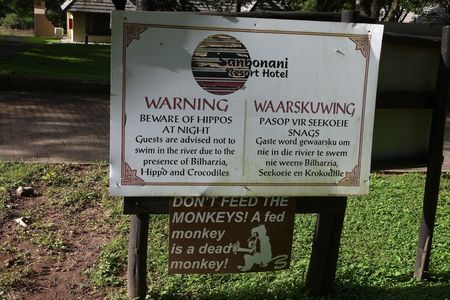 Sanbonani
Resort Hotel
WARNING
BEWARE OF HIPPOS
AT NIGHT
Guests are advised not to
swim in the river due to the
presence of Bilharzia,
Hippo and Crocodiles
WAARSKUWING
PASOP VIR SEEKOEIE
SNAGS
Gaste word gewaarsku om
nie in die rivier te swem
nie weens Bilharzia,
Seekoeie en Krokodille
DON'T FEED THE
MONKEYS! A fed
monkey
is a dead
monkey!